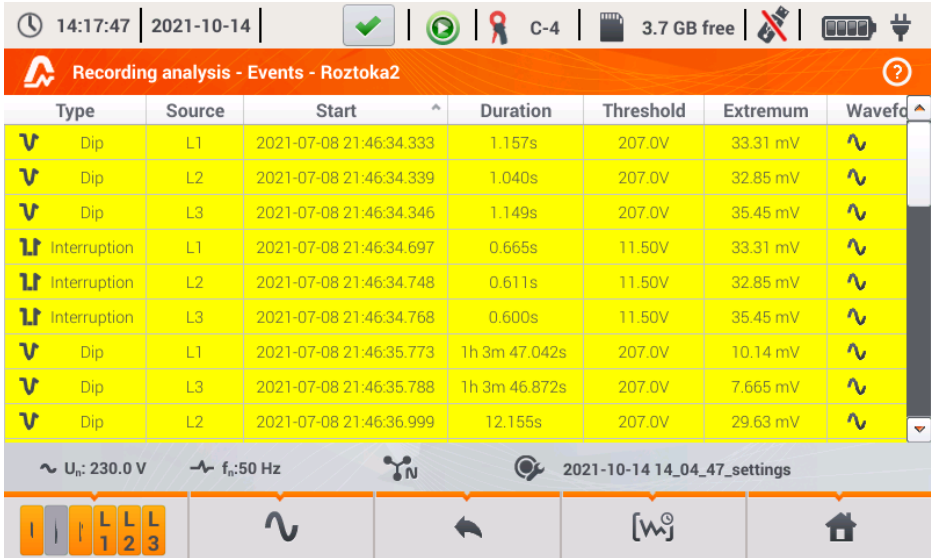 14:17:47 2021-10-14 C-4 3.7 GB free
Recording analysis - Events - Roztoka2 ?
Type Source Start Duration Threshold Extremum Wavefo
Dip L1 2021-07-08 21:46:34.333 1.157s 207.0V 33.31 mV
Dip L2 2021-07-08 21:46:34.339 1.040s 207.0V 32.85 mV
Dip L3 2021-07-08 21:46:34.346 1.149s 207.0V 35.45 mV
Interruption L1 2021-07-08 21:46:34.697 0.665s 11.50V 33.31 mV
Interruption L2 2021-07-08 21:46:34.748 0.611s 11.50V 32.85 mV
Interruption L3 2021-07-08 21:46:34.768 0.600s 11.50V 35.45 mV
Dip L1 2021-07-08 21:46:35.773 1h 3m 47.042s 207.0V 10.14 mV
Dip L3 2021-07-08 21:46:35.788 1h 3m 46.872s 207.0V 7.665 mV
Dip L2 2021-07-08 21:46:36.999 12.155s 207.0V 29.63 mV
Uₙ: 230.0 V fₙ:50 Hz N 2021-10-14 14_04_47_settings
L L L
1 2 3